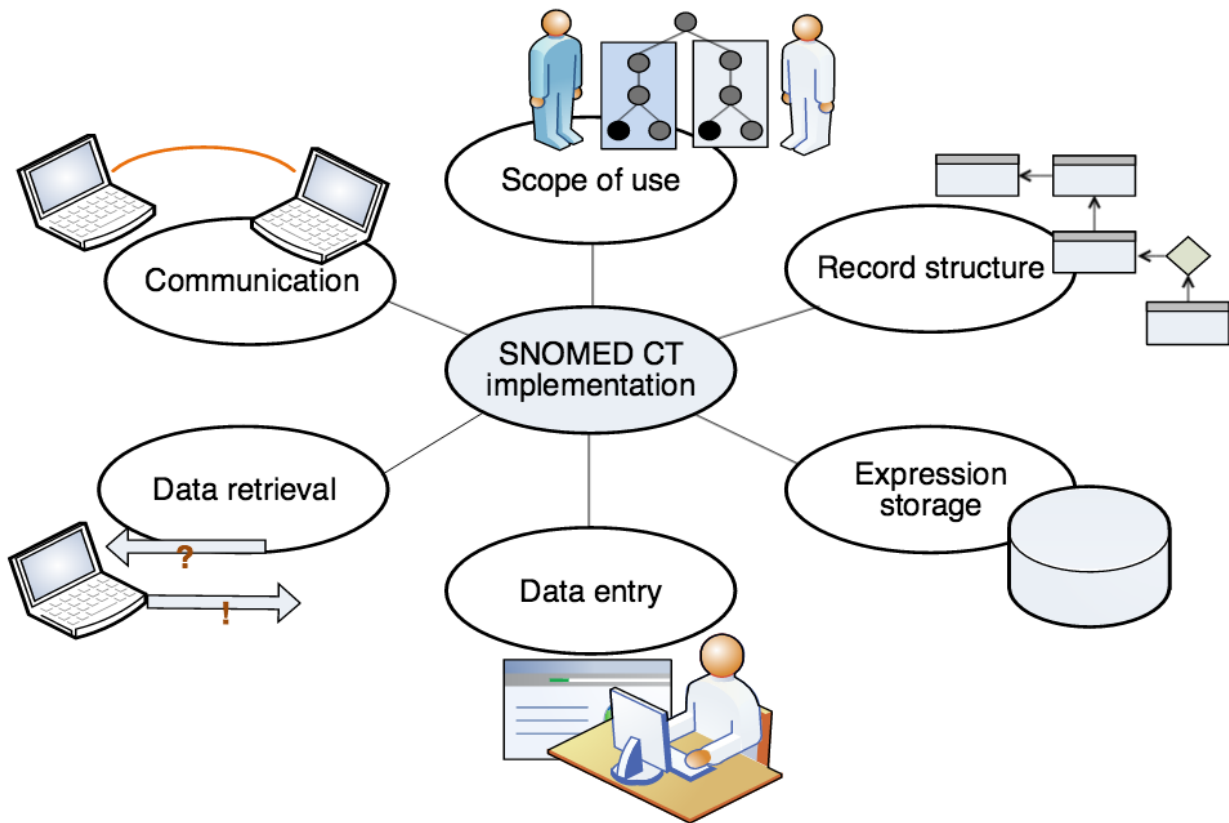 Scope of use
Communication
Record structure
SNOMED CT
implementation
Data retrieval
Expression
storage
?
!
Data entry